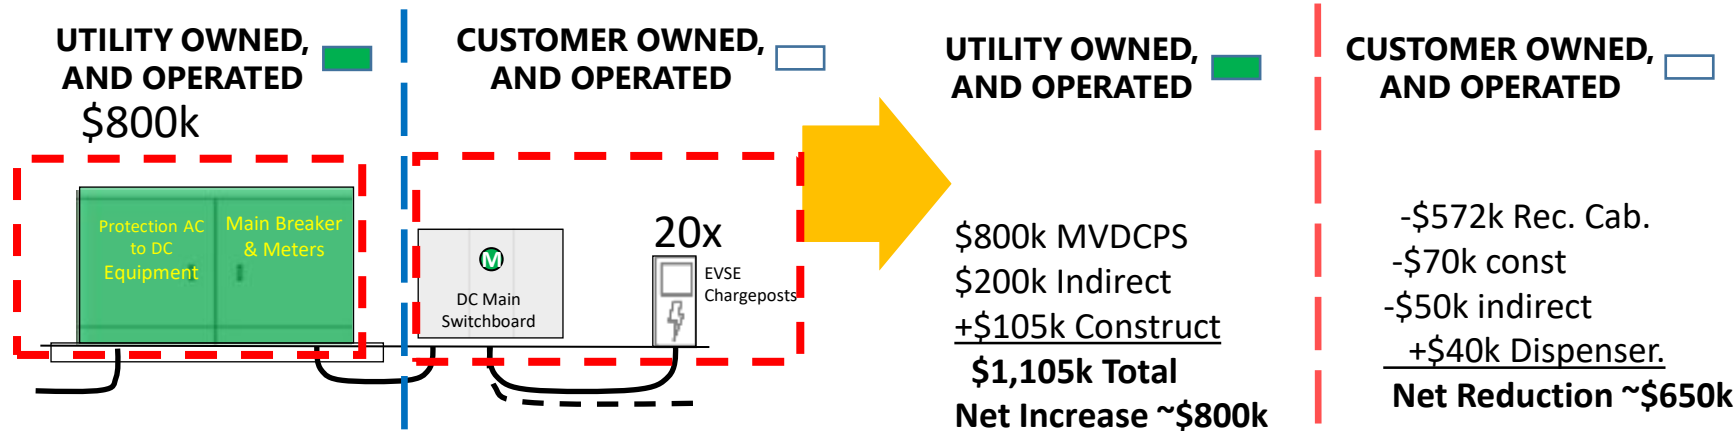 UTILITY OWNED,
AND OPERATED
$800k
Protection AC
to DC
Equipment
Main Breaker
& Meters
CUSTOMER OWNED,
AND OPERATED
M
DC Main
Switchboard
20x
EVSE
Chargeposts
UTILITY OWNED,
AND OPERATED
$800k MVDCPS
$200k Indirect
+$105k Construct
$1,105k Total
Net Increase ~$800k
CUSTOMER OWNED,
AND OPERATED
-$572k Rec. Cab.
-$70k const
-$50k indirect
+$40k Dispenser.
Net Reduction ~$650k